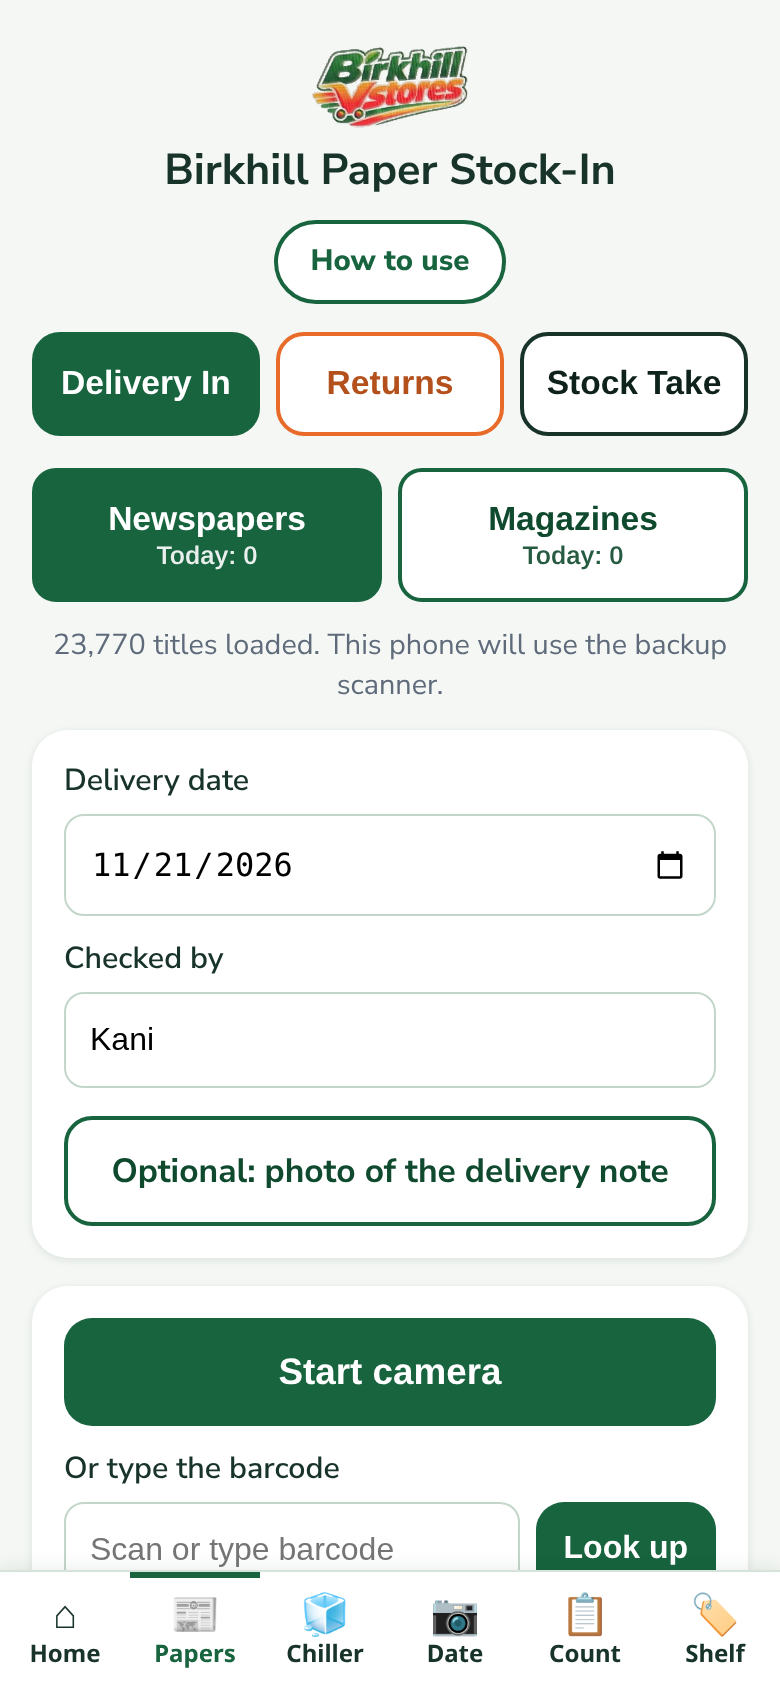 Birkhill
Vstores
Birkhill Paper Stock-In
How to use
Delivery In
Returns
Stock Take
Newspapers
Today: 0
Magazines
Today: 0
23,770 titles loaded. This phone will use the backup
scanner.
Delivery date
11/21/2026
Checked by
Kani
Optional: photo of the delivery note
Start camera
Or type the barcode
Scan or type barcode
Look up
Home
Papers
Chiller
Date
Count
Shelf